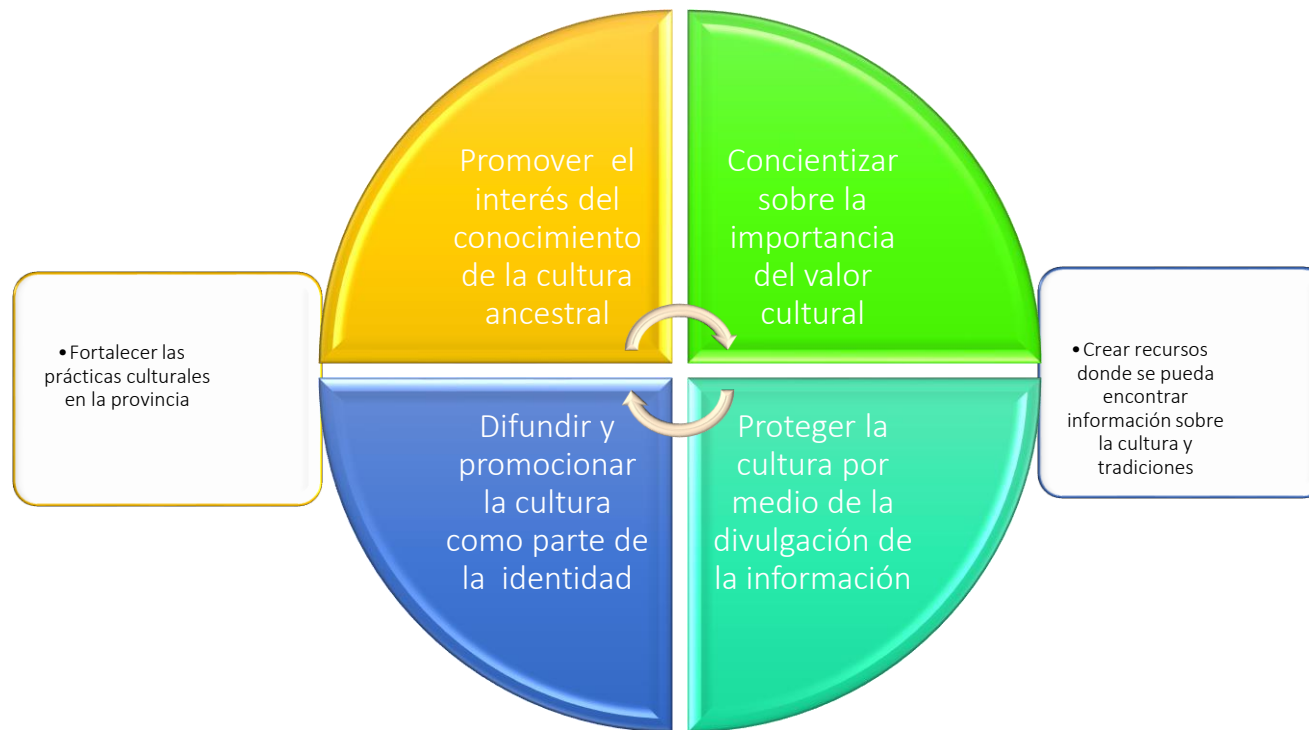 Promover el
interés del
conocimiento
de la cultura
ancestral
Concientizar
sobre la
importancia
del valor
cultural
•Fortalecer las
prácticas culturales
en la provincia
•Crear recursos
donde se pueda
encontrar
información sobre
la cultura y
tradiciones
Difundir y
promocionar
la cultura
como parte de
la identidad
Proteger la
cultura por
medio de la
divulgación de
la información